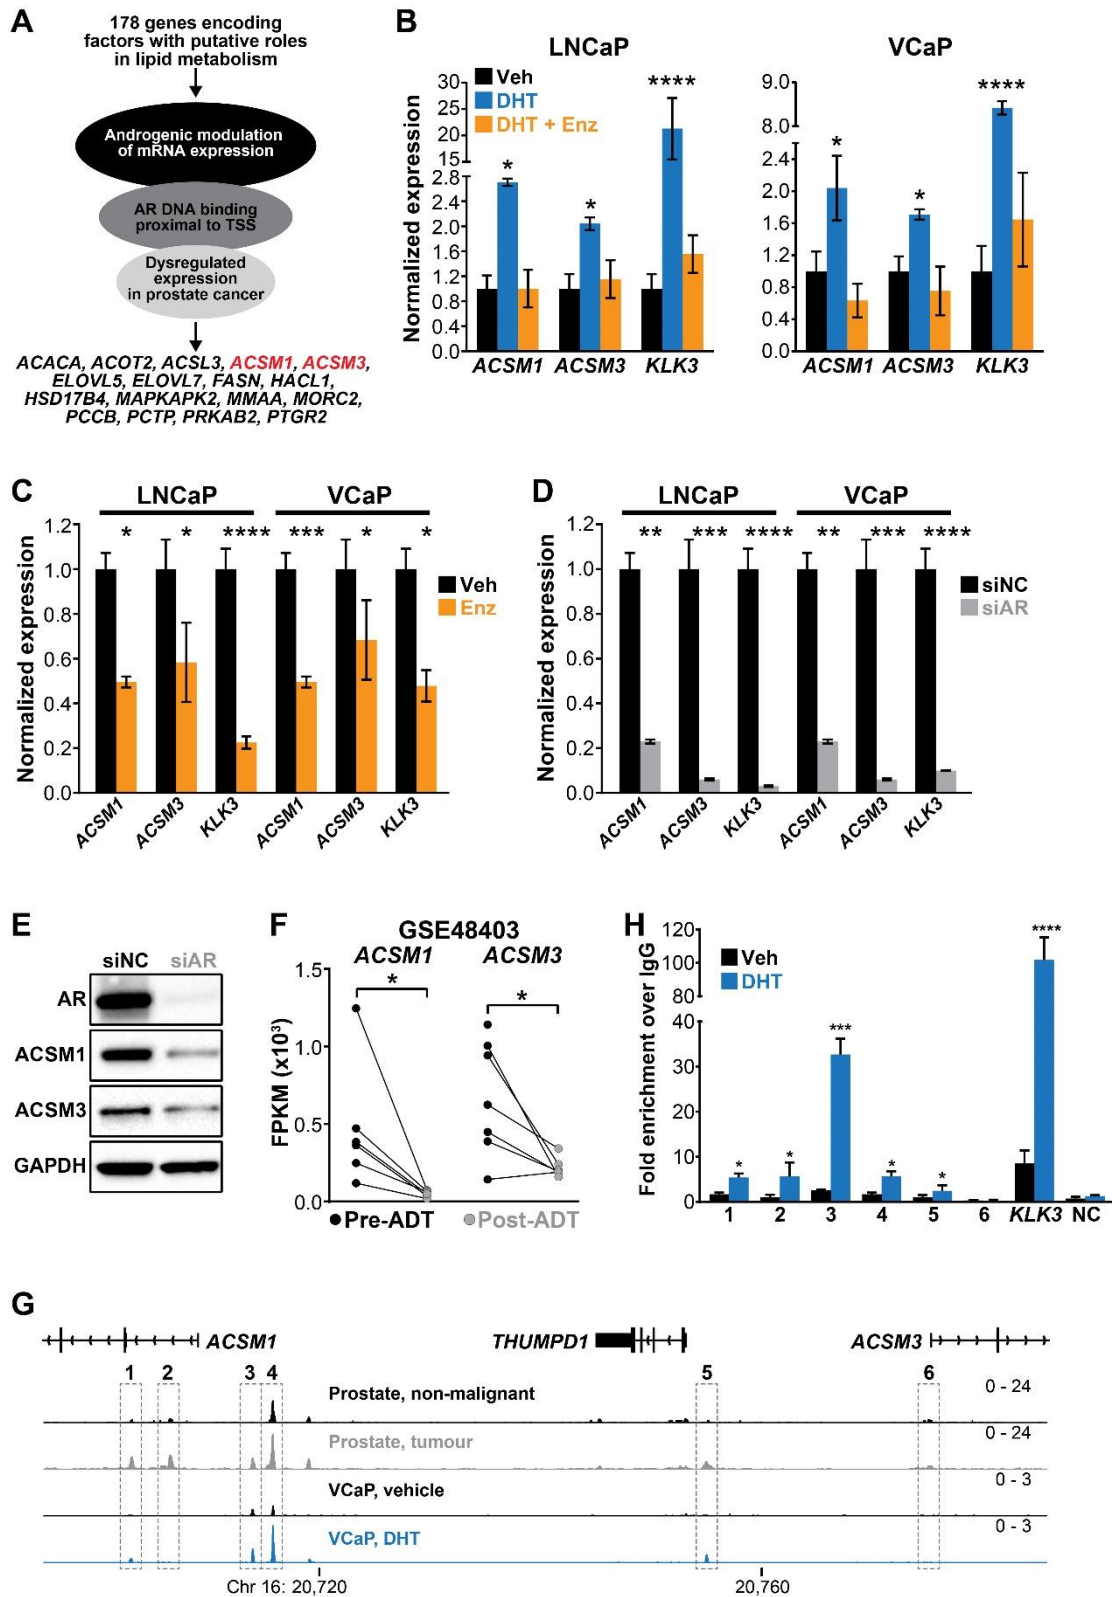 A
178 genes encoding
factors with putative roles
in lipid metabolism
Androgenic modulation
of mRNA expression
AR DNA binding
proximal to TSS
Dysregulated
expression
in prostate cancer
ACACA, ACOT2, ACSL3, ACSM1, ACSM3,
ELOVL5, ELOVL7, FASN, HACL1,
HSD17B4, MAPKAPK2, MMAA, MORC2,
PCCB, PCTP, PRKAB2, PTGR2
B
LNCaP
VCaP
Veh
DHT
DHT + Enz
Normalized expression
30
25
20
15
2.8
2.4
2.0
1.6
1.2
0.8
0.4
* * ****
ACSM1 ACSM3 KLK3
9.0
8.0
2.4
2.0
1.6
1.2
0.8
0.4
0.0
* * ****
ACSM1 ACSM3 KLK3
C
LNCaP VCaP
* * **** *** * *
Normalized expression
1.2
1.0
0.8
0.6
0.4
0.2
0.0
Veh
Enz
ACSM1 ACSM3 KLK3 ACSM1 ACSM3 KLK3
D
LNCaP VCaP
** *** **** ** *** ****
Normalized expression
1.2
1.0
0.8
0.6
0.4
0.2
0.0
siNC
siAR
ACSM1 ACSM3 KLK3 ACSM1 ACSM3 KLK3
E
siNC siAR
AR
ACSM1
ACSM3
GAPDH
F
GSE48403
ACSM1 ACSM3
* *
FPKM (x10³)
1.5
1.0
0.5
0.0
Pre-ADT Post-ADT
H
Veh
DHT
Fold enrichment over IgG
120
100
80
40
30
20
10
0
* * *** * * ****
1 2 3 4 5 6 KLK3 NC
G
ACSM1 THUMPD1 ACSM3
1 2 3 4 5 6
Prostate, non-malignant 0 - 24
Prostate, tumour 0 - 24
VCaP, vehicle 0 - 3
VCaP, DHT 0 - 3
Chr 16: 20,720 20,760